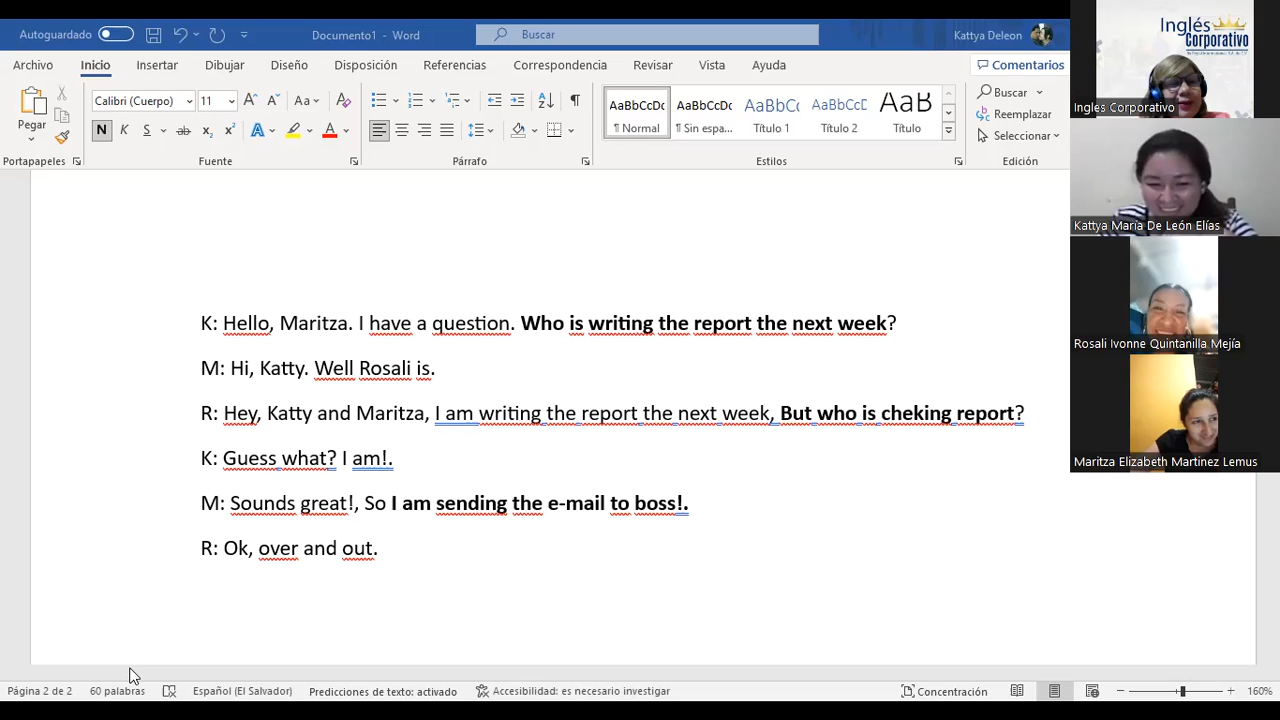 Autoguardado
Documento1 - Word
Buscar
Kattya Deleon
Archivo Inicio Insertar Dibujar Diseño Disposición Referencias Correspondencia Revisar Vista Ayuda
Comentarios
Pegar
Calibri (Cuerpo) 11
N K S ab x₂ x²
AaBbCcDc AaBbCcDc AaBbCc AaBbCcD AaB
¶ Normal ¶ Sin espa... Título 1 Título 2 Título
Buscar
Reemplazar
Seleccionar
Portapapeles Fuente Párrafo Estilos Edición
K: Hello, Maritza. I have a question. Who is writing the report the next week?
M: Hi, Katty. Well Rosali is.
R: Hey, Katty and Maritza, I am writing the report the next week, But who is cheking report?
K: Guess what? I am!.
M: Sounds great!, So I am sending the e-mail to boss!.
R: Ok, over and out.
Página 2 de 2 60 palabras Español (El Salvador) Predicciones de texto: activado Accesibilidad: es necesario investigar Concentración 160%
Inglés
Corporativo
Ingles Corporativo
Kattya Maria De León Elías
Rosali Ivonne Quintanilla Mejía
Maritza Elizabeth Martinez Lemus